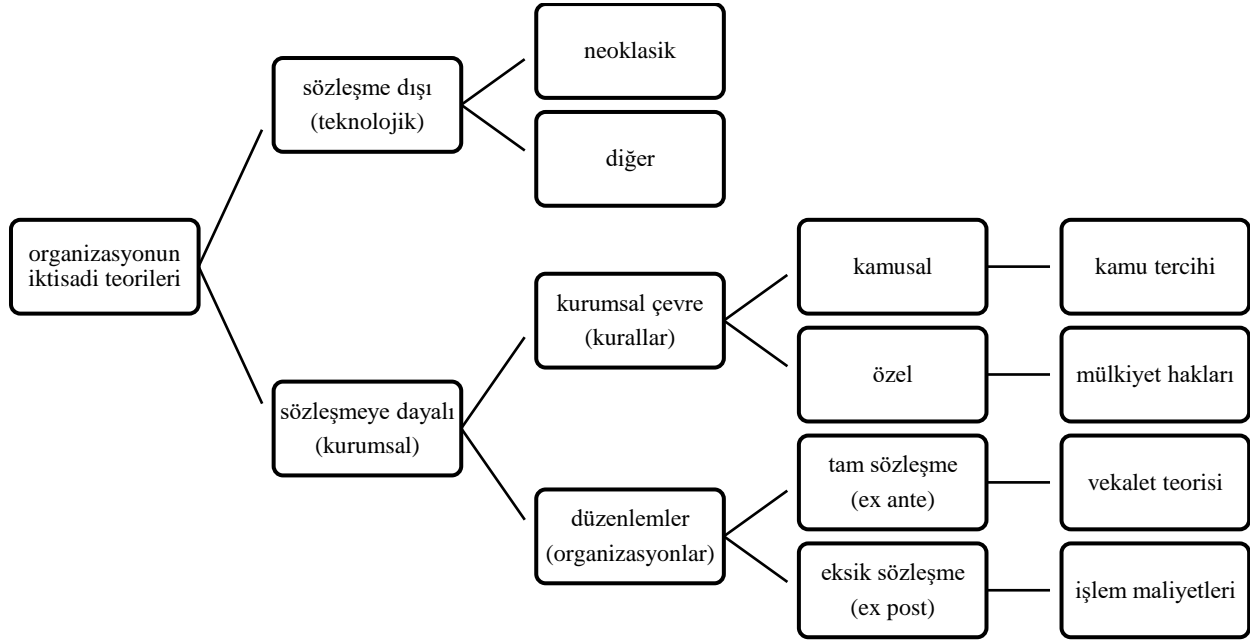 organizasyonun
iktisadi teorileri
sözleşme dışı
(teknolojik)
neoklasik
diğer
sözleşmeye dayalı
(kurumsal)
kurumsal çevre
(kurallar)
kamusal
kamu tercihi
özel
mülkiyet hakları
düzenlemler
(organizasyonlar)
tam sözleşme
(ex ante)
vekalet teorisi
eksik sözleşme
(ex post)
işlem maliyetleri